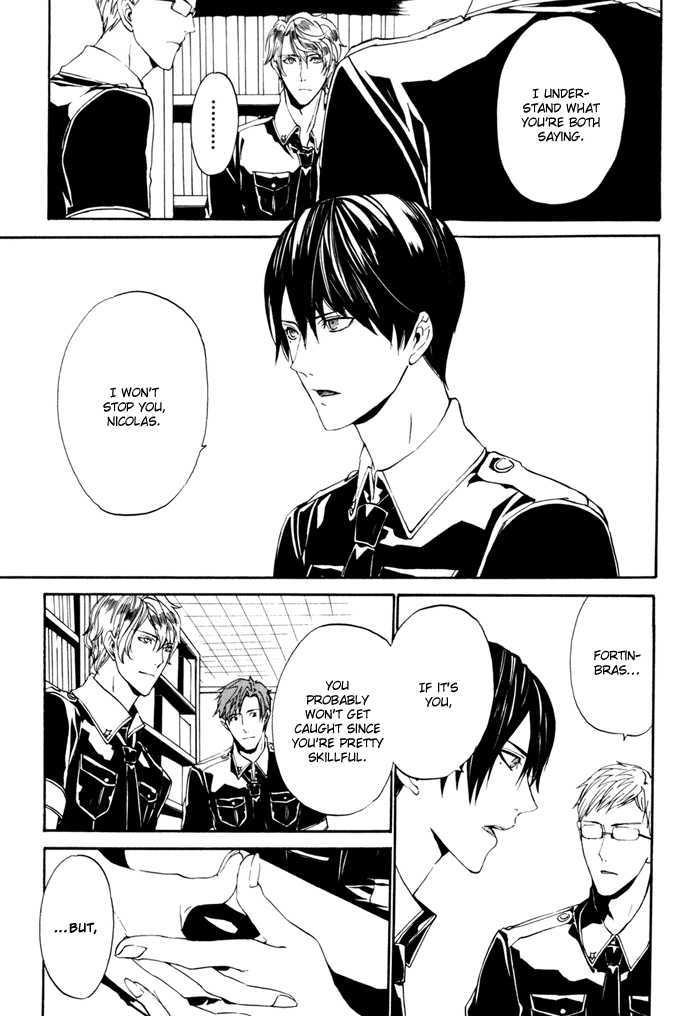 I UNDER-
STAND WHAT
YOU'RE BOTH
SAYING.
........
I WON'T
STOP YOU,
NICOLAS.
FORTIN-
BRAS...
IF IT'S
YOU,
YOU
PROBABLY
WON'T GET
CAUGHT SINCE
YOU'RE PRETTY
SKILLFUL.
...BUT,